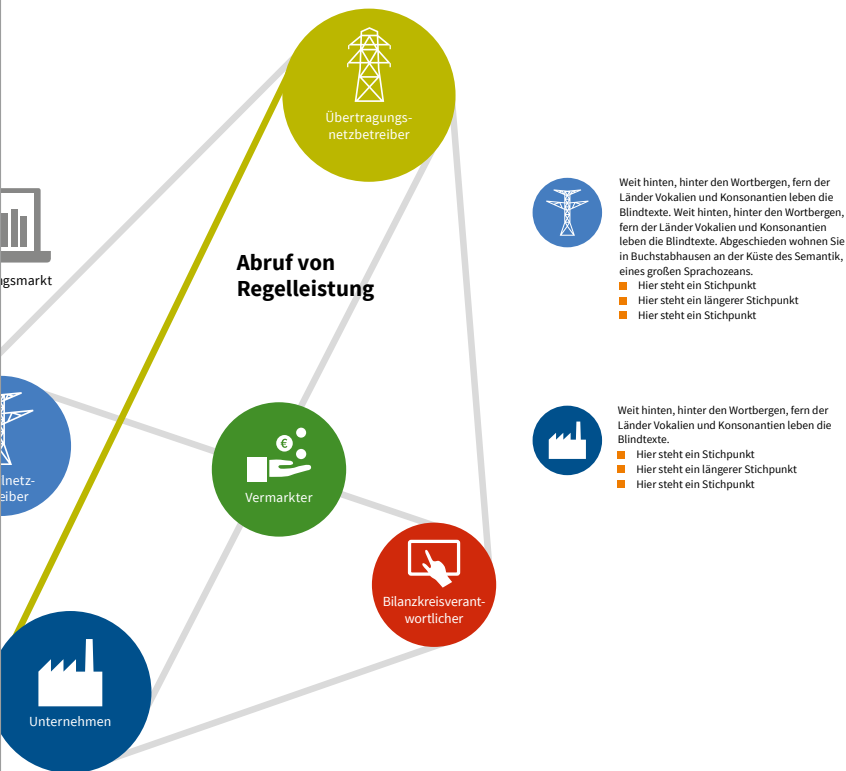 Übertragungs-
netzbetreiber
ngsmarkt
Abruf von
Regelleistung
lnetz-
eiber
€
Vermarkter
Bilanzkreisverant-
wortlicher
Unternehmen
Weit hinten, hinter den Wortbergen, fern der
Länder Vokalien und Konsonantien leben die
Blindtexte. Weit hinten, hinter den Wortbergen,
fern der Länder Vokalien und Konsonantien
leben die Blindtexte. Abgeschieden wohnen Sie
in Buchstabhausen an der Küste des Semantik,
eines großen Sprachozeans.
Hier steht ein Stichpunkt
Hier steht ein längerer Stichpunkt
Hier steht ein Stichpunkt
Weit hinten, hinter den Wortbergen, fern der
Länder Vokalien und Konsonantien leben die
Blindtexte.
Hier steht ein Stichpunkt
Hier steht ein längerer Stichpunkt
Hier steht ein Stichpunkt